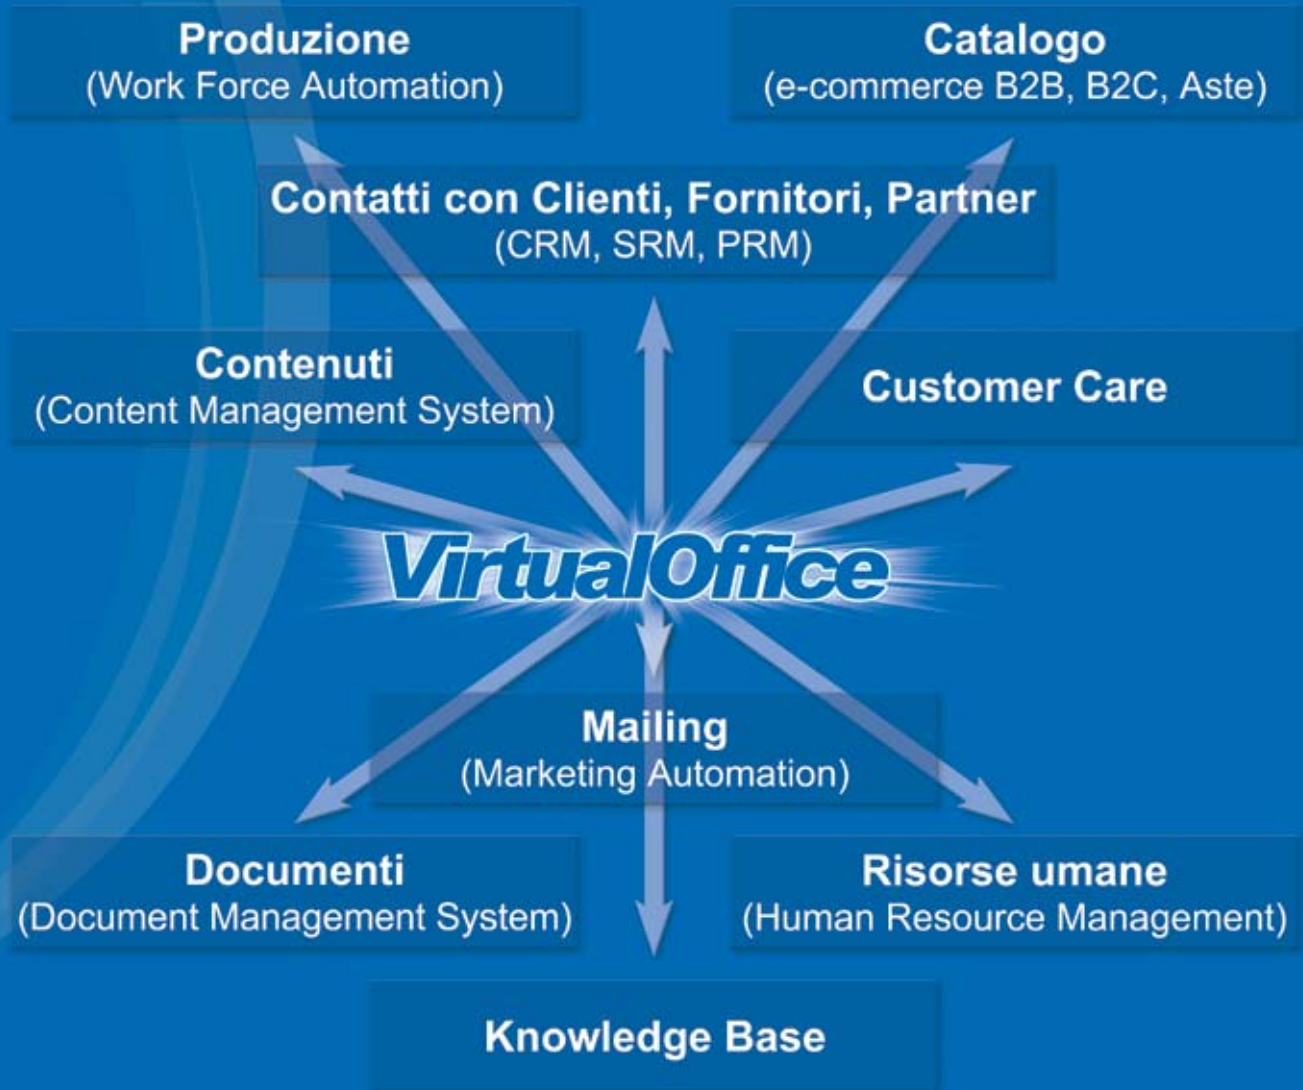 Produzione
(Work Force Automation)
Catalogo
(e-commerce B2B, B2C, Aste)
Contatti con Clienti, Fornitori, Partner
(CRM, SRM, PRM)
Contenuti
(Content Management System)
Customer Care
VirtualOffice
Mailing
(Marketing Automation)
Documenti
(Document Management System)
Risorse umane
(Human Resource Management)
Knowledge Base